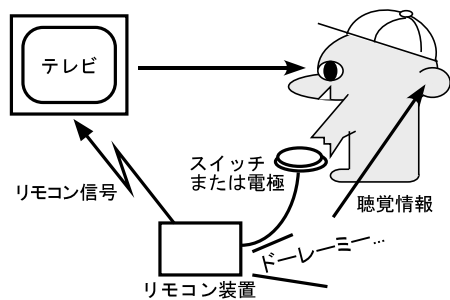 テレビ
スイッチ
または電極
リモコン信号
聴覚情報
ドーレーミー…
リモコン装置